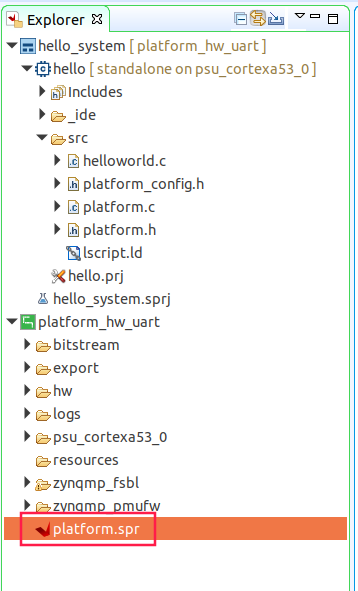 Explorer
hello_system [ platform_hw_uart ]
hello [ standalone on psu_cortexa53_0 ]
Includes
_ide
src
helloworld.c
platform_config.h
platform.c
platform.h
lscript.ld
hello.prj
hello_system.sprj
platform_hw_uart
bitstream
export
hw
logs
psu_cortexa53_0
resources
zynqmp_fsbl
zynqmp_pmufw
platform.spr